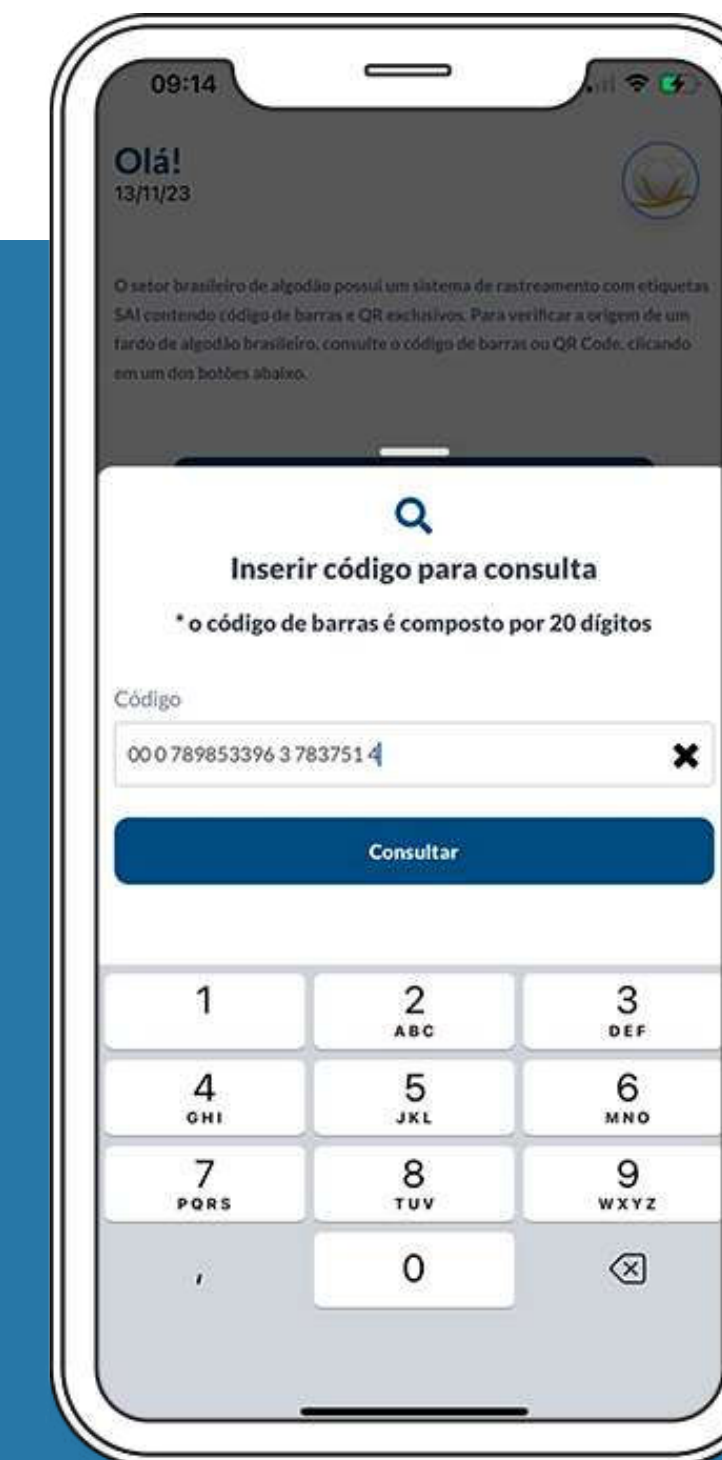 09:14
Olá!
13/11/23
O setor brasileiro de algodão possui um sistema de rastreamento com etiquetas
SAI contendo código de barras e QR exclusivos. Para verificar a origem de um
fardo de algodão brasileiro, consulte o código de barras ou QR Code, clicando
em um dos botões abaixo.
Inserir código para consulta
* o código de barras é composto por 20 dígitos
Código
00 0 789853396 3 783751 4
Consultar
1 2 3
ABC DEF
4 5 6
GHI JKL MNO
7 8 9
PQRS TUV WXYZ
, 0